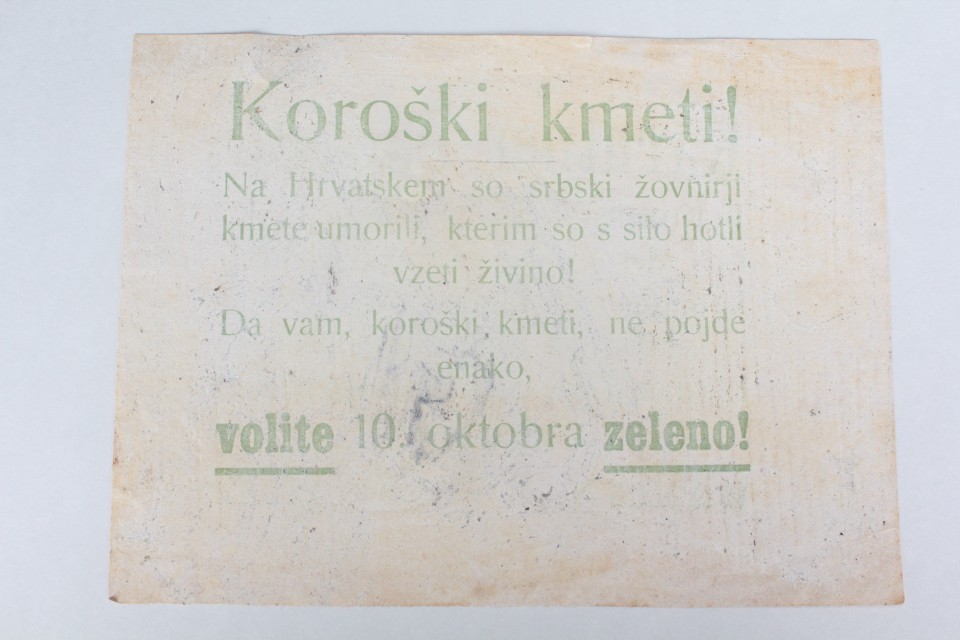 Koroški kmeti!
Na Hrvatskem so srbski žovnirji
kmete umorili, kterim so s silo hotli
vzeti živino!
Da vam, koroški kmeti, ne pojde
enako,
volite 10. oktobra zeleno!